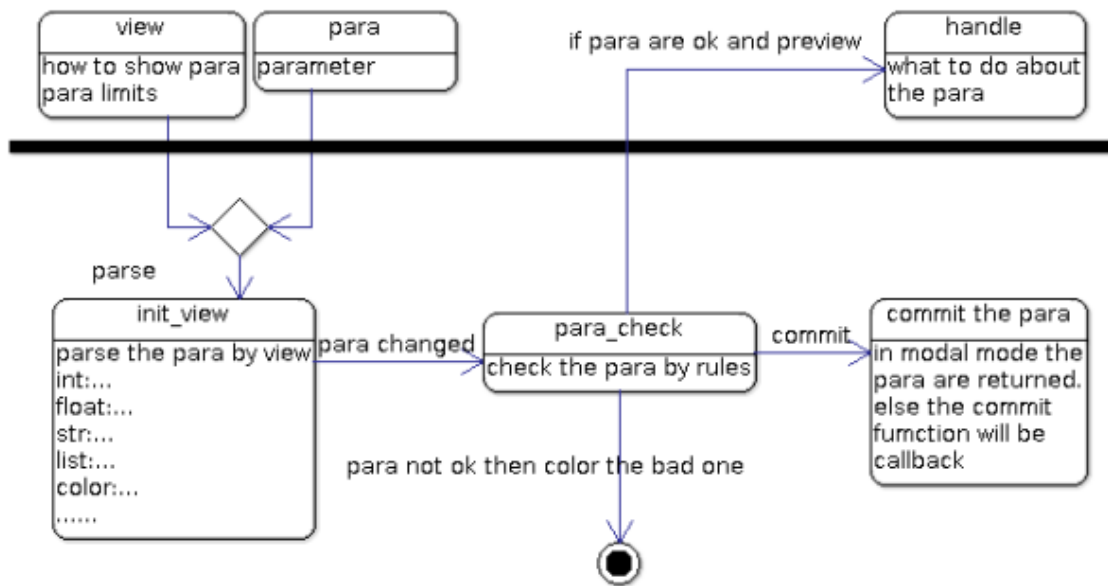 view
how to show para
para limits
para
parameter
if para are ok and preview
handle
what to do about
the para
parse
init_view
parse the para by view
int:...
float:...
str:...
list:...
color:...
......
para changed
para_check
check the para by rules
commit
commit the para
in modal mode the
para are returned.
else the commit
fumction will be
callback
para not ok then color the bad one